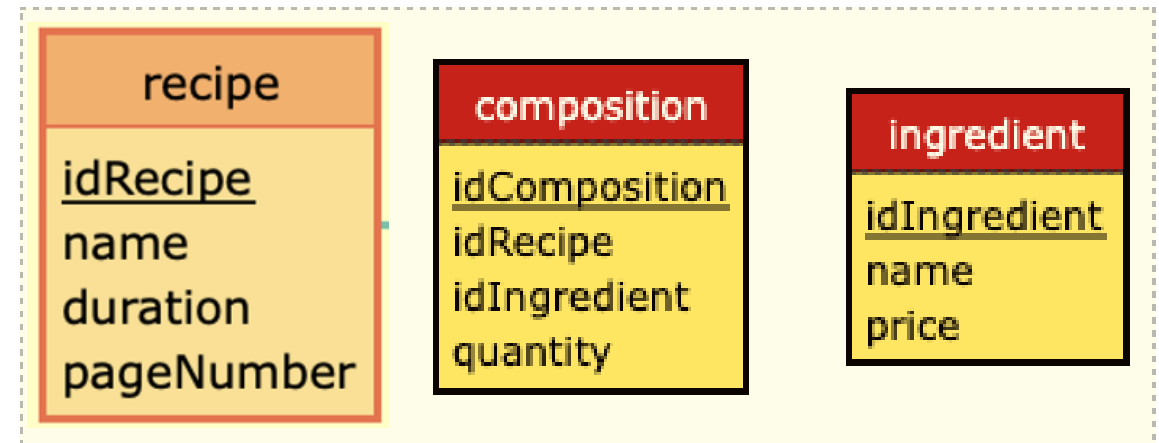 recipe
idRecipe
name
duration
pageNumber
composition
idComposition
idRecipe
idIngredient
quantity
ingredient
idIngredient
name
price